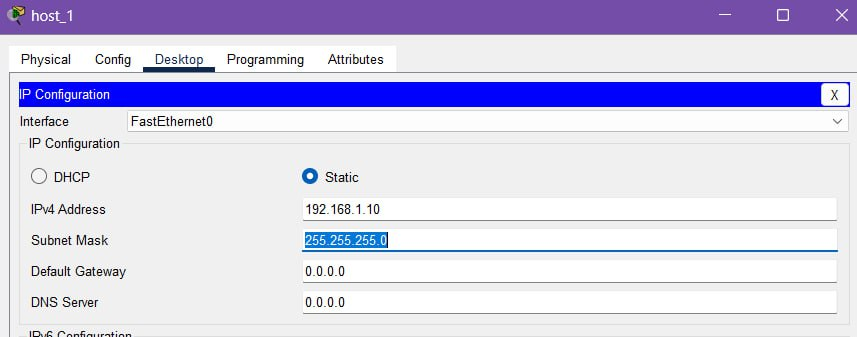 host_1
Physical Config Desktop Programming Attributes
IP Configuration X
Interface FastEthernet0
IP Configuration
DHCP Static
IPv4 Address 192.168.1.10
Subnet Mask 255.255.255.0
Default Gateway 0.0.0.0
DNS Server 0.0.0.0
IPv6 Configuration